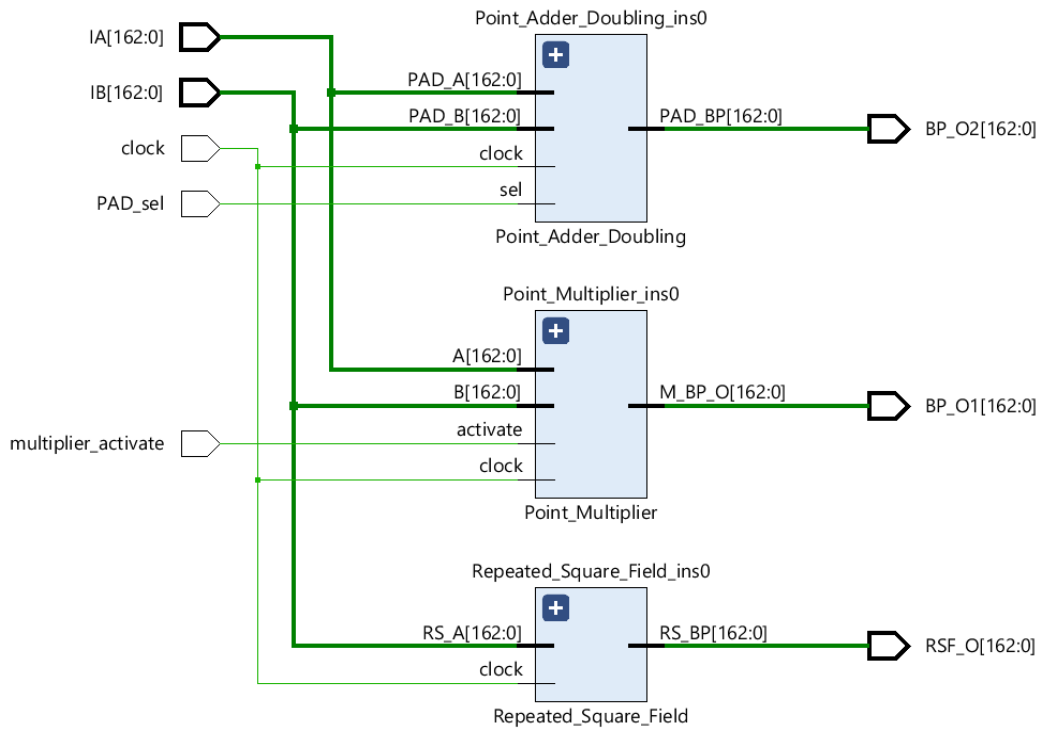 Point_Adder_Doubling_ins0
IA[162:0]
PAD_A[162:0]
IB[162:0]
PAD_B[162:0]
PAD_BP[162:0]
BP_O2[162:0]
clock
clock
PAD_sel
sel
Point_Adder_Doubling
Point_Multiplier_ins0
A[162:0]
B[162:0]
M_BP_O[162:0]
BP_O1[162:0]
multiplier_activate
activate
clock
Point_Multiplier
Repeated_Square_Field_ins0
RS_A[162:0]
RS_BP[162:0]
RSF_O[162:0]
clock
Repeated_Square_Field